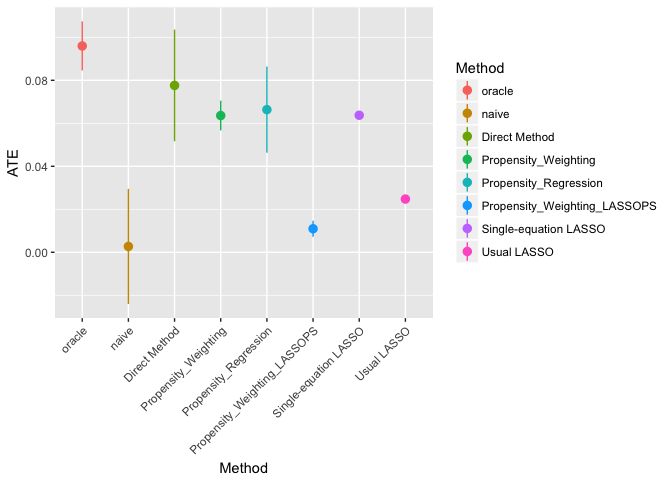 0.08
0.04
0.00
ATE
oracle
naive
Direct Method
Propensity_Weighting
Propensity_Regression
Propensity_Weighting_LASSOPS
Single-equation LASSO
Usual LASSO
Method
Method
oracle
naive
Direct Method
Propensity_Weighting
Propensity_Regression
Propensity_Weighting_LASSOPS
Single-equation LASSO
Usual LASSO